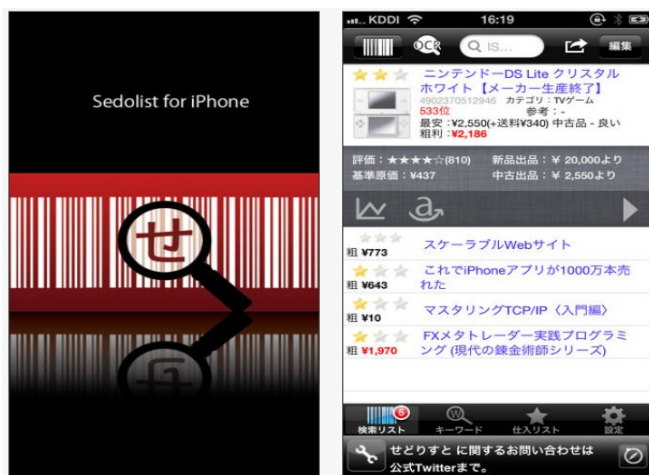 Sedolist for iPhone
せ
KDDI 16:19
OCR IS... 編集
ニンテンドーDS Lite クリスタル
ホワイト【メーカー生産終了】
4902370512946 カテゴリ：TVゲーム
533位 参考：-
最安：¥2,550(+送料¥340) 中古品 - 良い
粗利：¥2,186
評価：★★★★☆(810) 新品出品：¥ 20,000より
基準原価：¥437 中古出品：¥ 2,550より
a
粗 ¥773 スケーラブルWebサイト
これでiPhoneアプリが1000万本売
粗 ¥643 れた
粗 ¥10 マスタリングTCP/IP〈入門編〉
FXメタトレーダー実践プログラミ
粗 ¥1,970 ング (現代の錬金術師シリーズ)
5
W
検索リスト キーワード 仕入リスト 設定
せどりすと に関するお問い合わせは
公式Twitterまで。